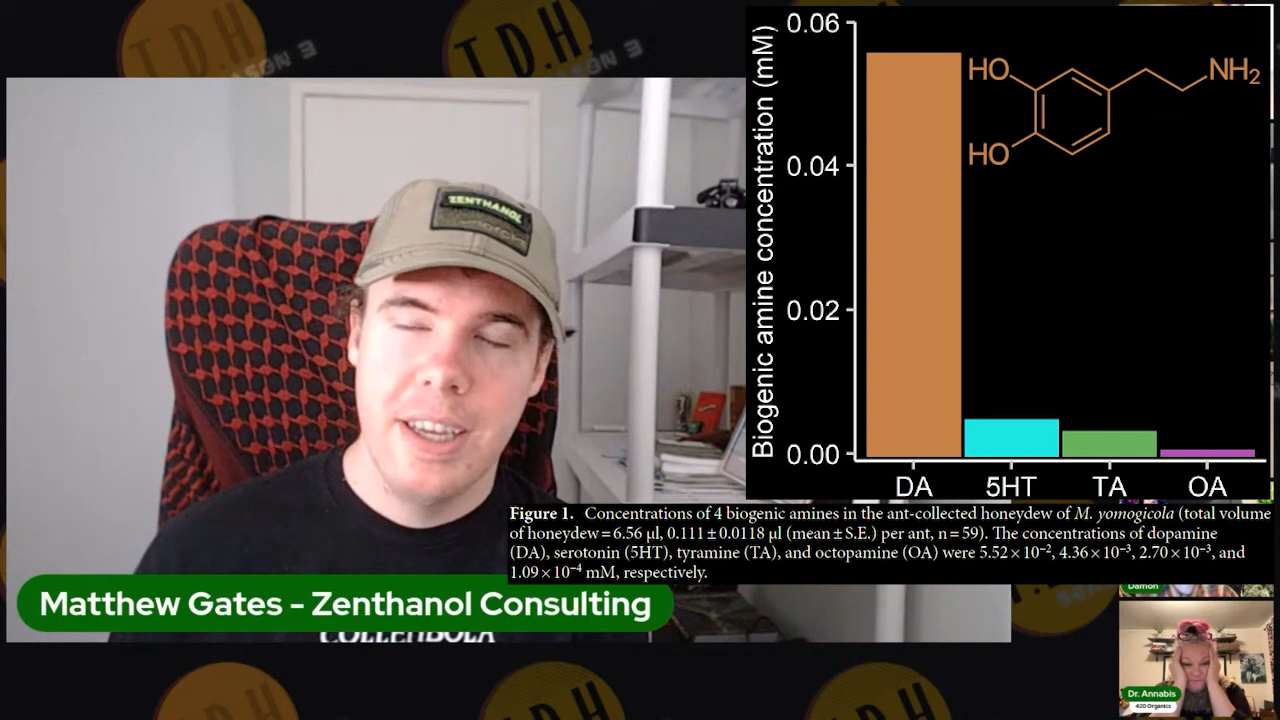 T.D.H
SEASON 3
T.D.H
SEASON 3
ZENTHANOL
Biogenic amine concentration (mM)
0.06
0.04
0.02
0.00
HO
HO
NH2
DA
5HT
TA
OA
Figure 1. Concentrations of 4 biogenic amines in the ant-collected honeydew of M. yomogicola (total volume
of honeydew = 6.56 µl, 0.111 ± 0.0118 µl (mean ± S.E.) per ant, n = 59). The concentrations of dopamine
(DA), serotonin (5HT), tyramine (TA), and octopamine (OA) were 5.52 × 10⁻², 4.36 × 10⁻³, 2.70 × 10⁻³, and
1.09 × 10⁻⁴ mM, respectively.
Matthew Gates - Zenthanol Consulting
COLLEMBOLA
Damon
Dr. Annabis
420 Organics